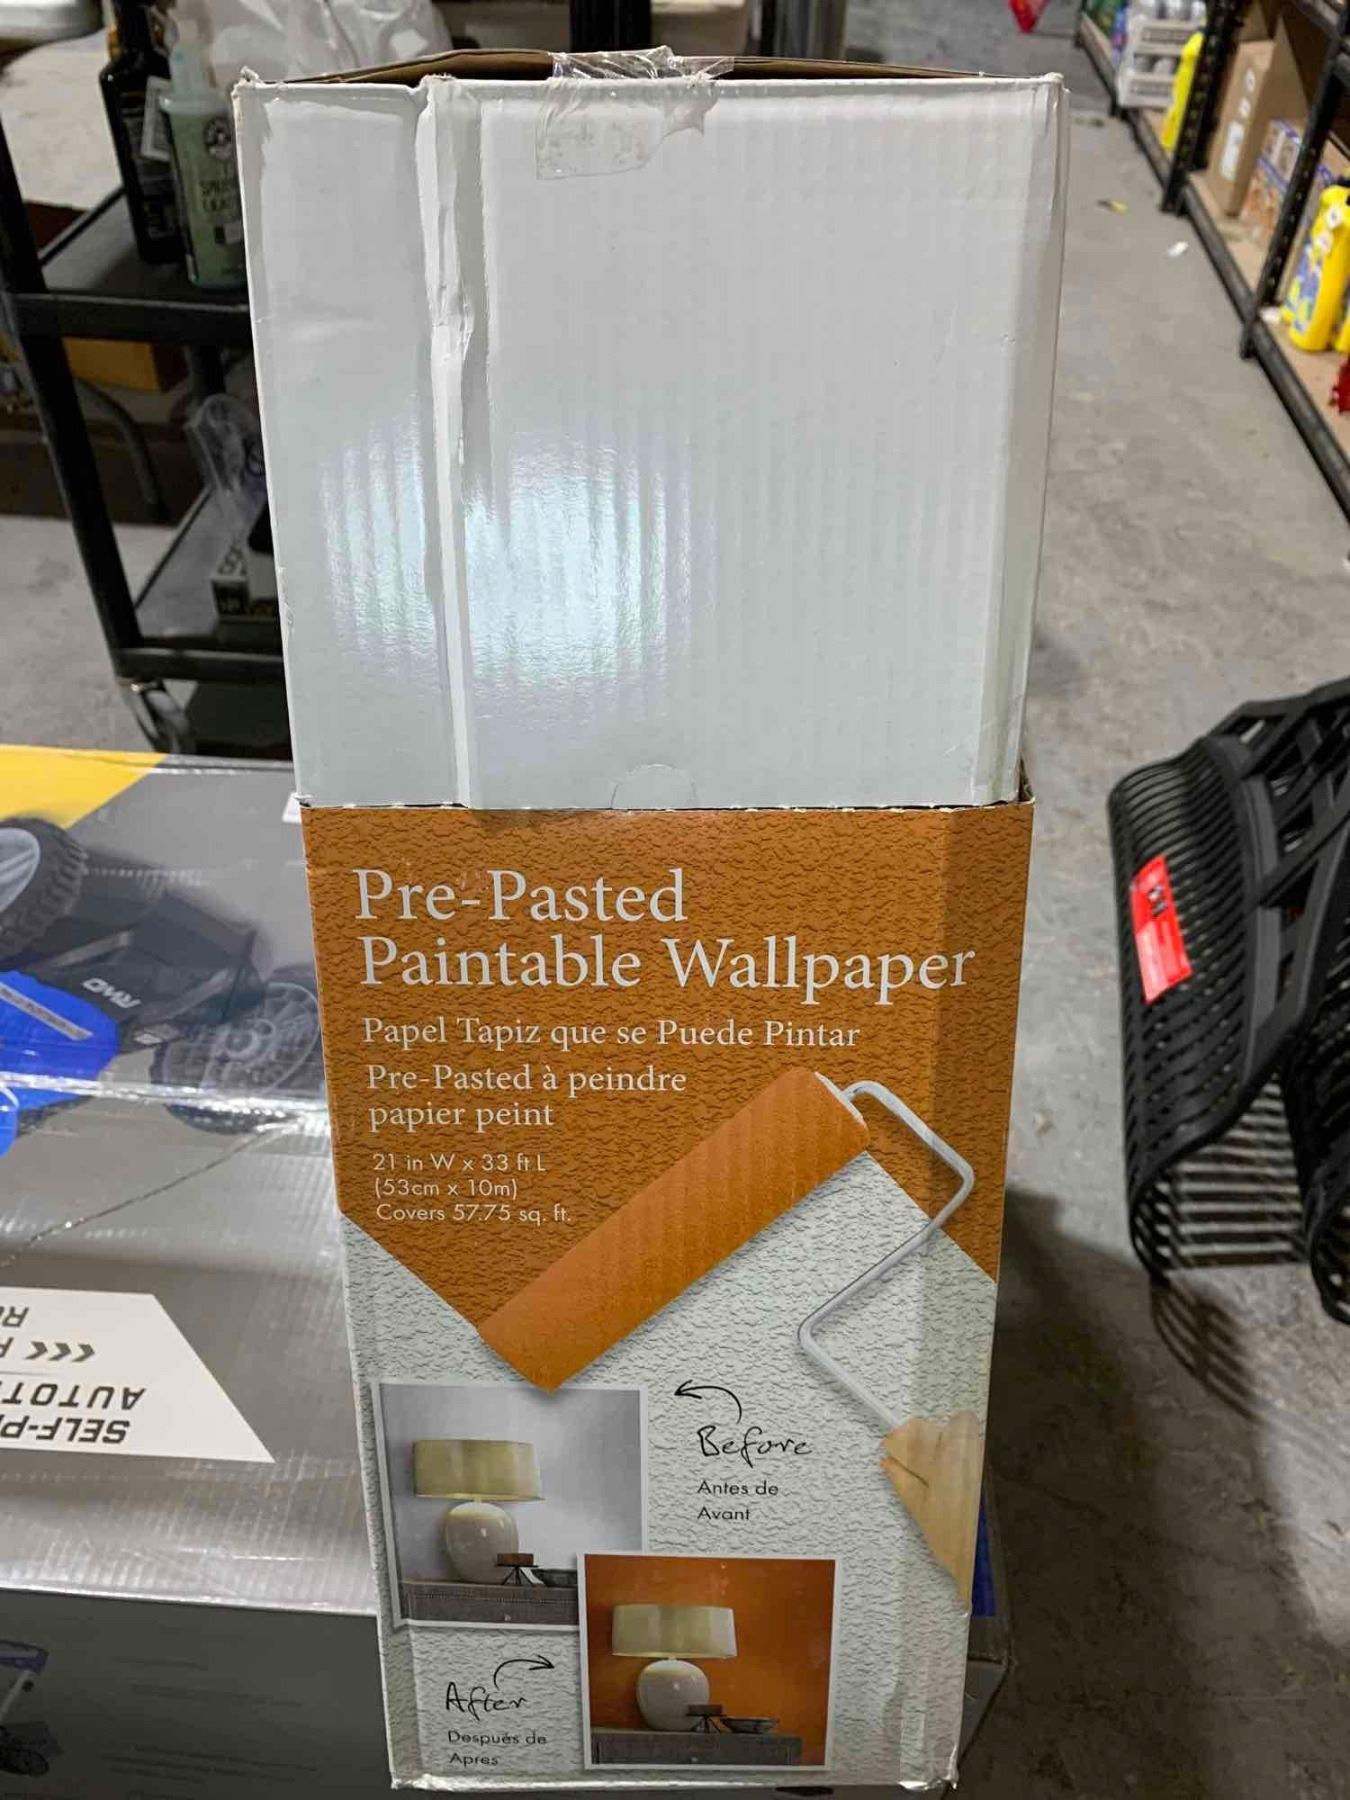 Pre-Pasted
Paintable Wallpaper
Papel Tapiz que se Puede Pintar
Pre-Pasted à peindre
papier peint
21 in W x 33 ft L
(53cm x 10m)
Covers 57.75 sq. ft.
Before
Antes de
Avant
After
Después de
Apres
RMO
SELF-P
AUTOT